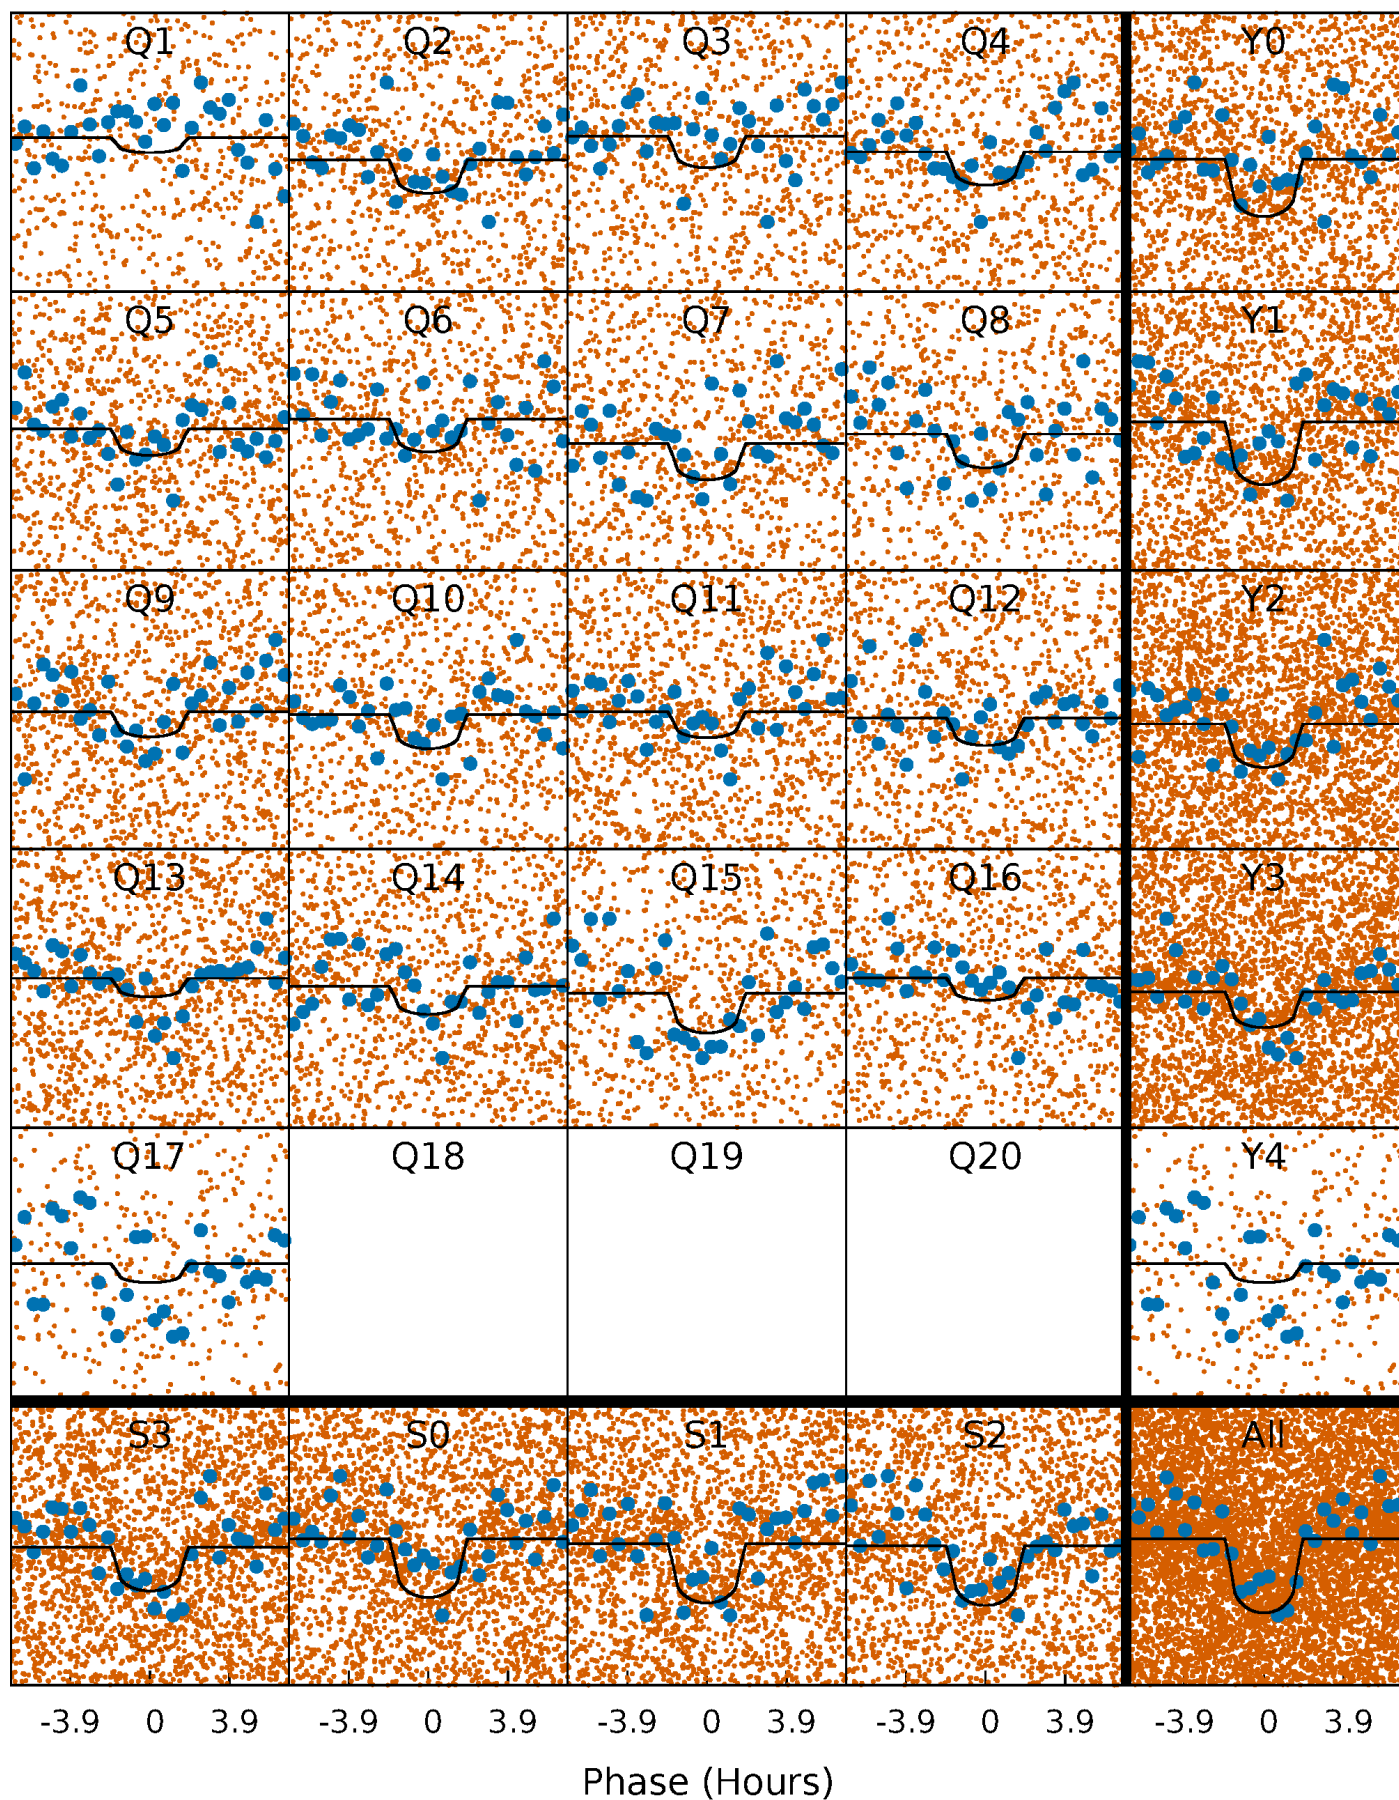 Q1 Q2 Q3 Q4 Y0
Q5 Q6 Q7 Q8 Y1
Q9 Q10 Q11 Q12 Y2
Q13 Q14 Q15 Q16 Y3
Q17 Q18 Q19 Q20 Y4
S3 S0 S1 S2 All
-3.9 0 3.9 -3.9 0 3.9 -3.9 0 3.9 -3.9 0 3.9 -3.9 0 3.9
Phase (Hours)